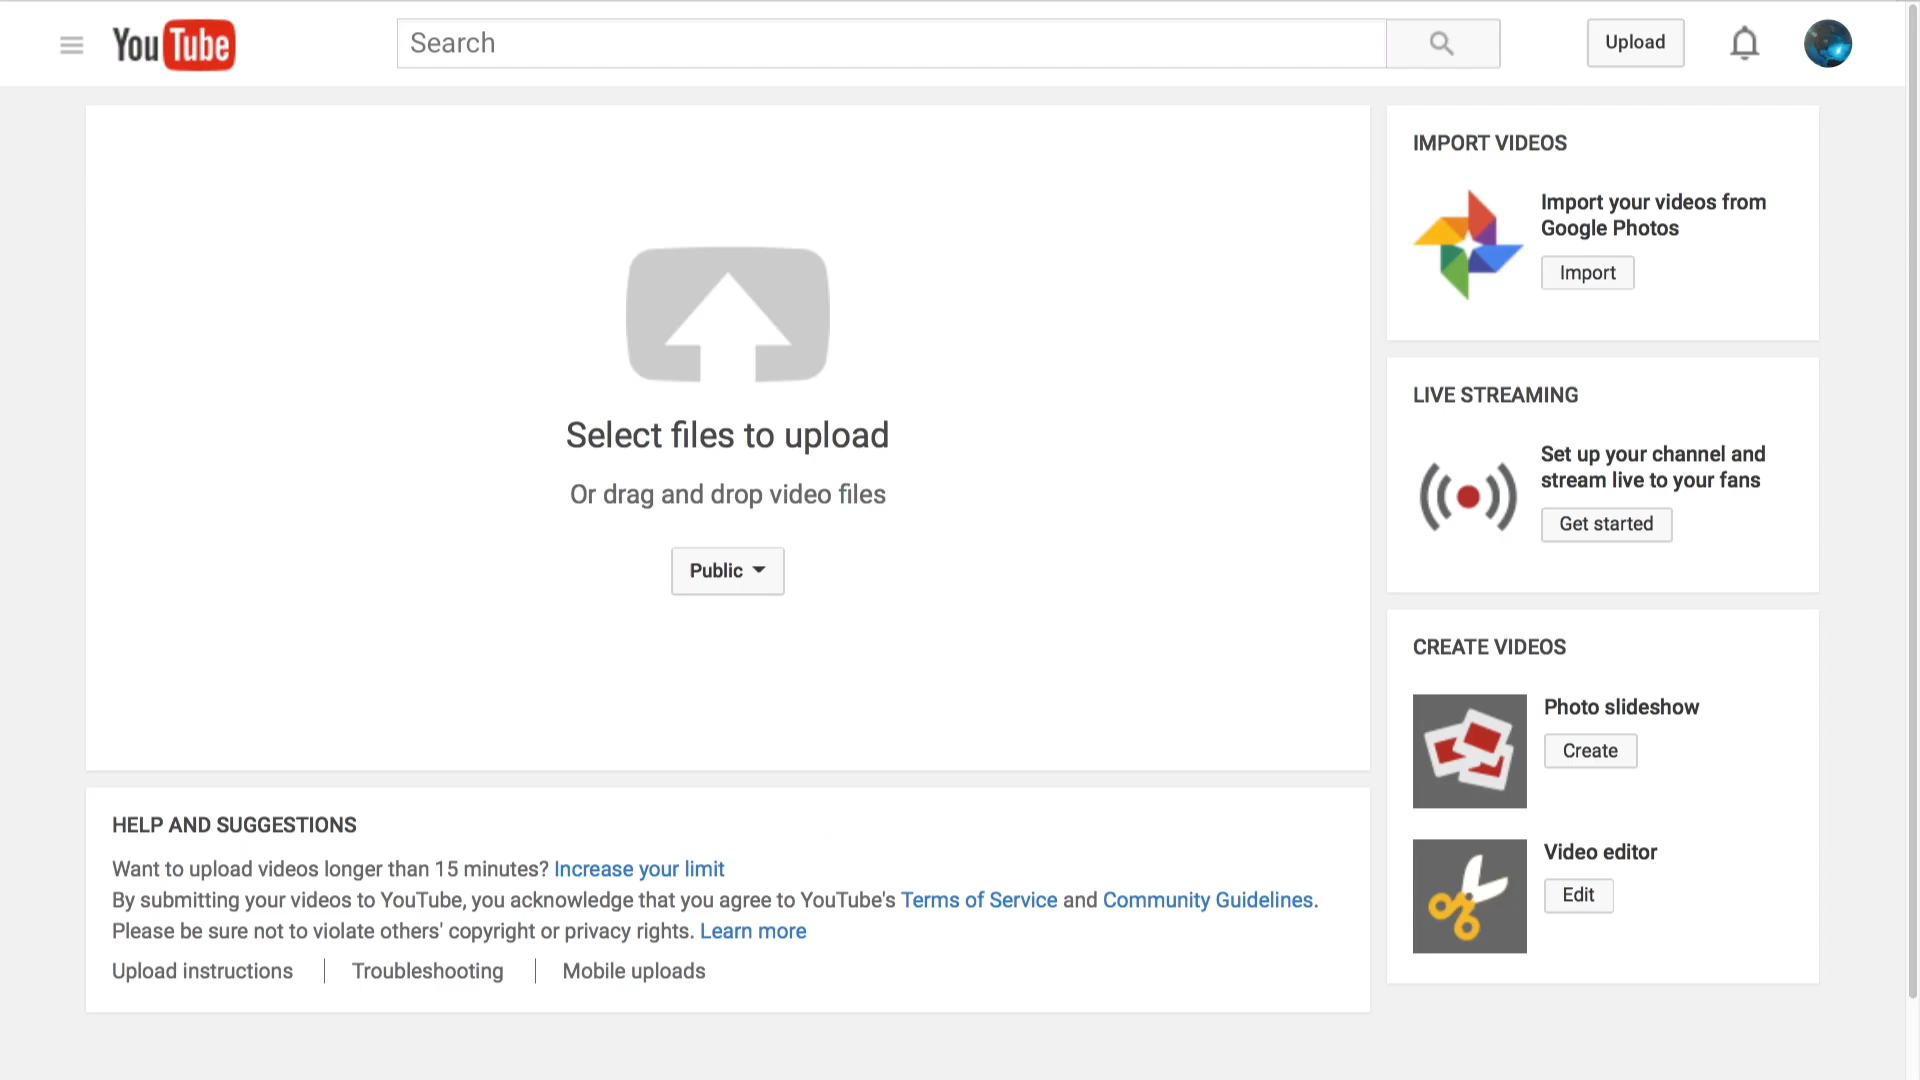 YouTube
Search
Upload
Select files to upload
Or drag and drop video files
Public
HELP AND SUGGESTIONS
Want to upload videos longer than 15 minutes? Increase your limit
By submitting your videos to YouTube, you acknowledge that you agree to YouTube's Terms of Service and Community Guidelines.
Please be sure not to violate others' copyright or privacy rights. Learn more
Upload instructions
Troubleshooting
Mobile uploads
IMPORT VIDEOS
Import your videos from
Google Photos
Import
LIVE STREAMING
Set up your channel and
stream live to your fans
Get started
CREATE VIDEOS
Photo slideshow
Create
Video editor
Edit